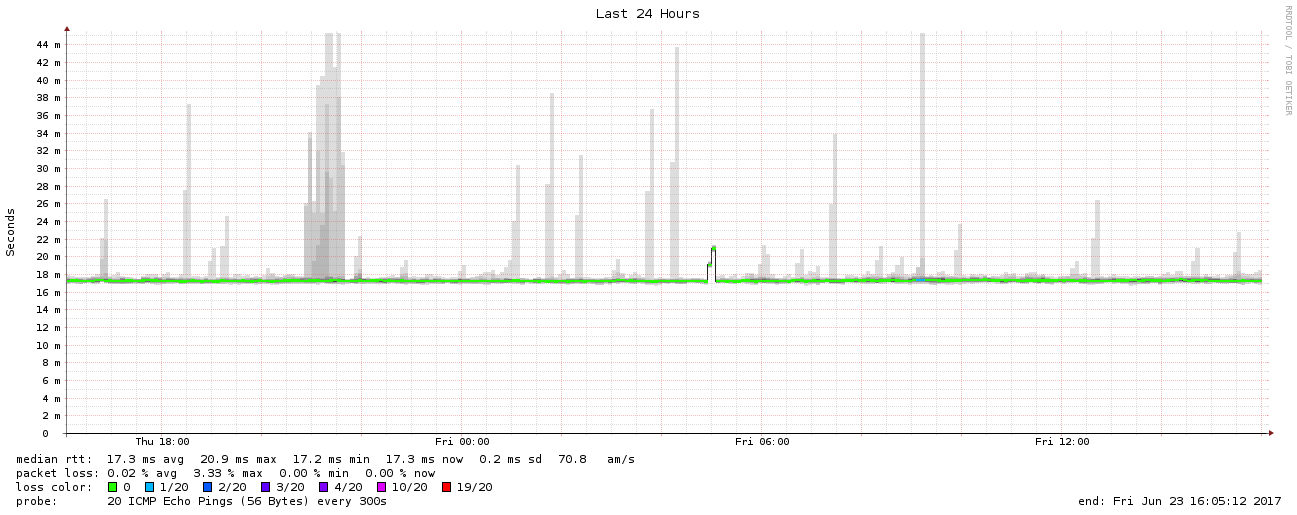 Last 24 Hours
RRDTOOL / TOBI OETIKER
Seconds
44 m
42 m
40 m
38 m
36 m
34 m
32 m
30 m
28 m
26 m
24 m
22 m
20 m
18 m
16 m
14 m
12 m
10 m
8 m
6 m
4 m
2 m
0
Thu 18:00 Fri 00:00 Fri 06:00 Fri 12:00
median rtt: 17.3 ms avg 20.9 ms max 17.2 ms min 17.3 ms now 0.2 ms sd 70.8 am/s
packet loss: 0.02 % avg 3.33 % max 0.00 % min 0.00 % now
loss color: 0 1/20 2/20 3/20 4/20 10/20 19/20
probe: 20 ICMP Echo Pings (56 Bytes) every 300s end: Fri Jun 23 16:05:12 2017